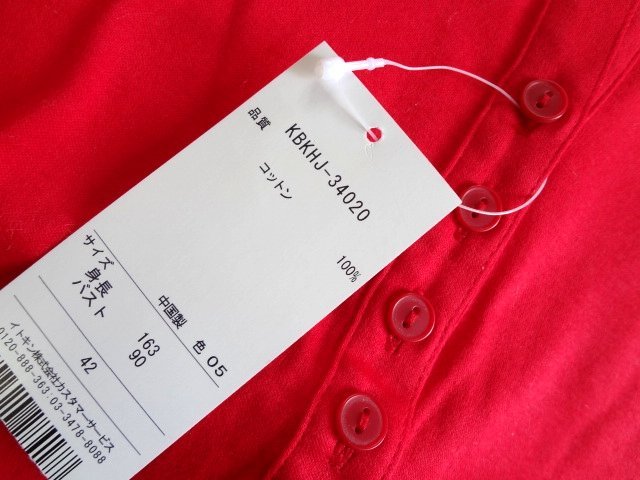 KBKHJ-34020
品質
コットン 100%
中国製 色 05
サイズ 42
身長 163
バスト 90
イトキン株式会社カスタマーサービス
0120-888-363:03-3478-8088